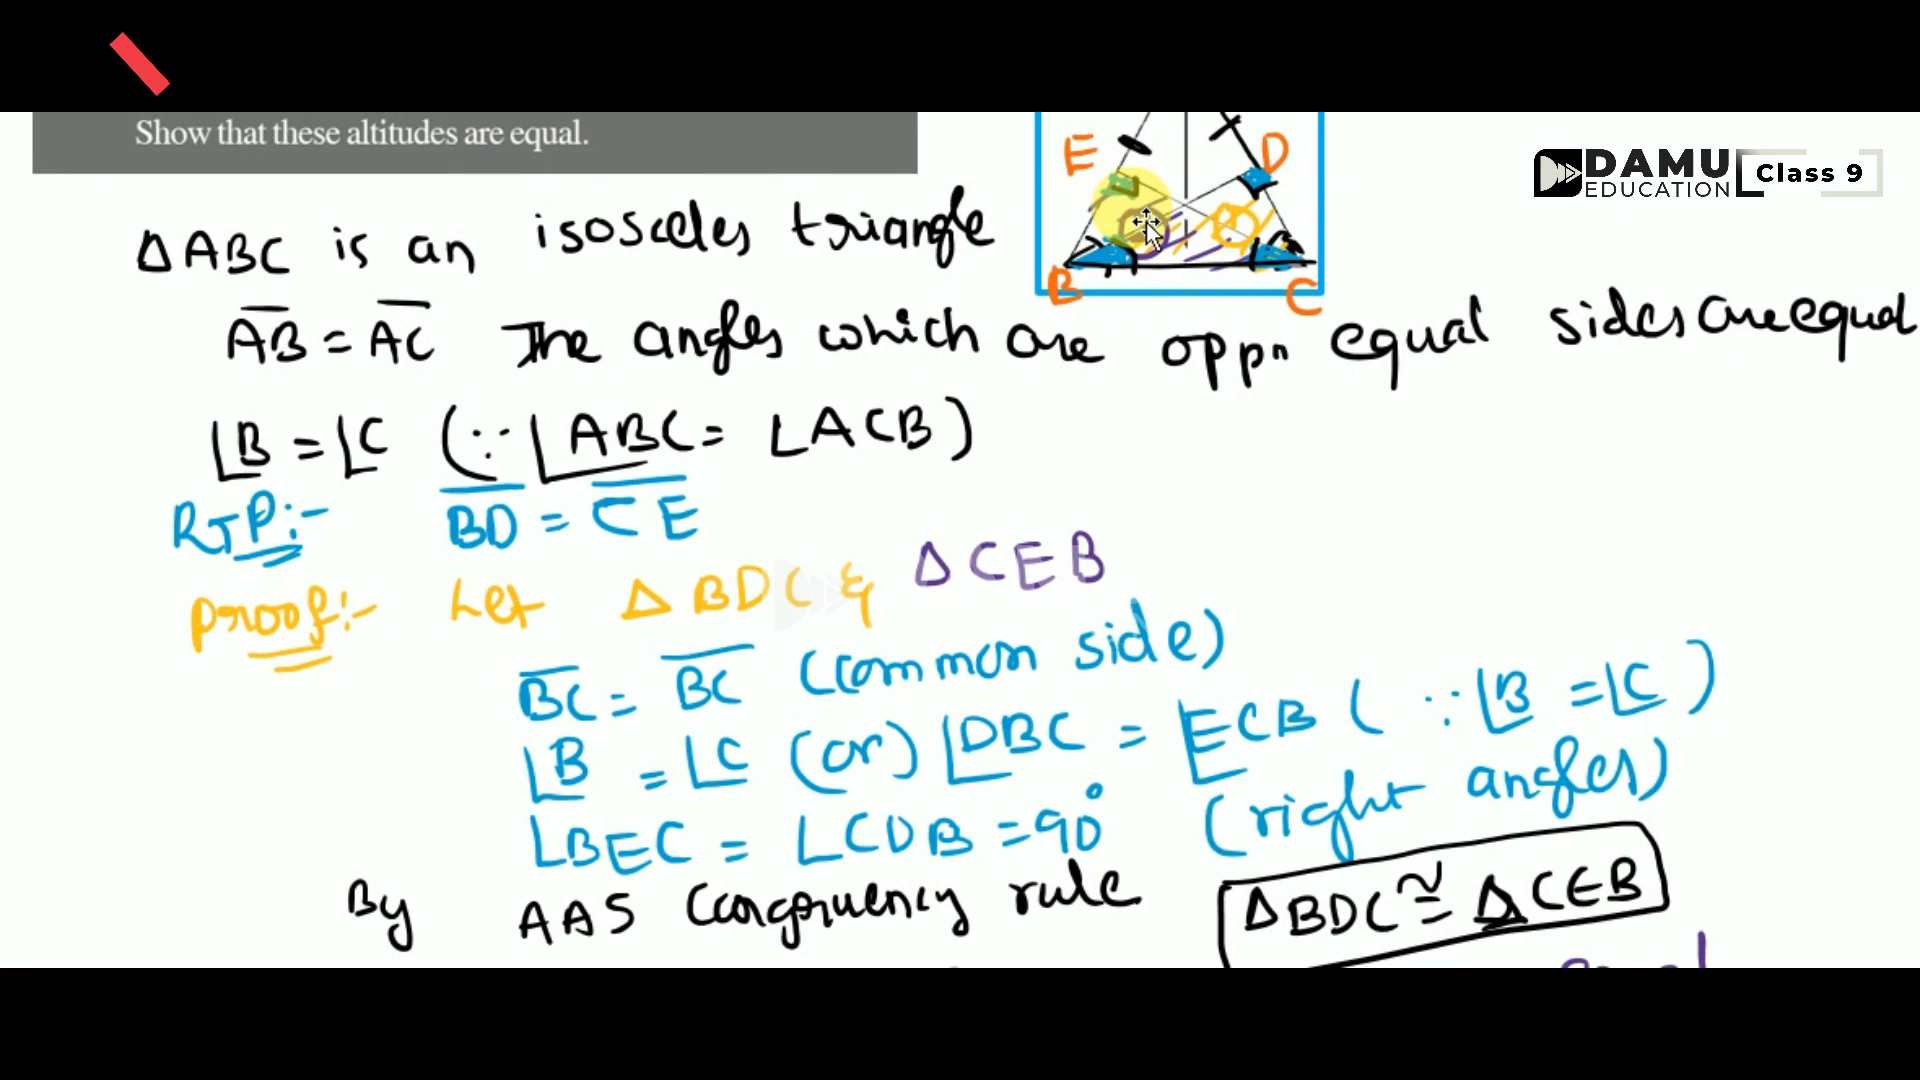 Show that these altitudes are equal.
DAMU EDUCATION Class 9
E D
B C
ΔABC is an isosceles triangle
AB = AC The angles which are oppn equal sides are equal
∠B = ∠C (∵ ∠ABC = ∠ACB)
RTP:- BD = CE
Proof:- Let ΔBDC & ΔCEB
BC = BC (common side)
∠B = ∠C (or) ∠DBC = ECB (∵ ∠B = ∠C)
∠BEC = ∠CDB = 90° (right angles)
By AAS Congruency rule ΔBDC ≅ ΔCEB